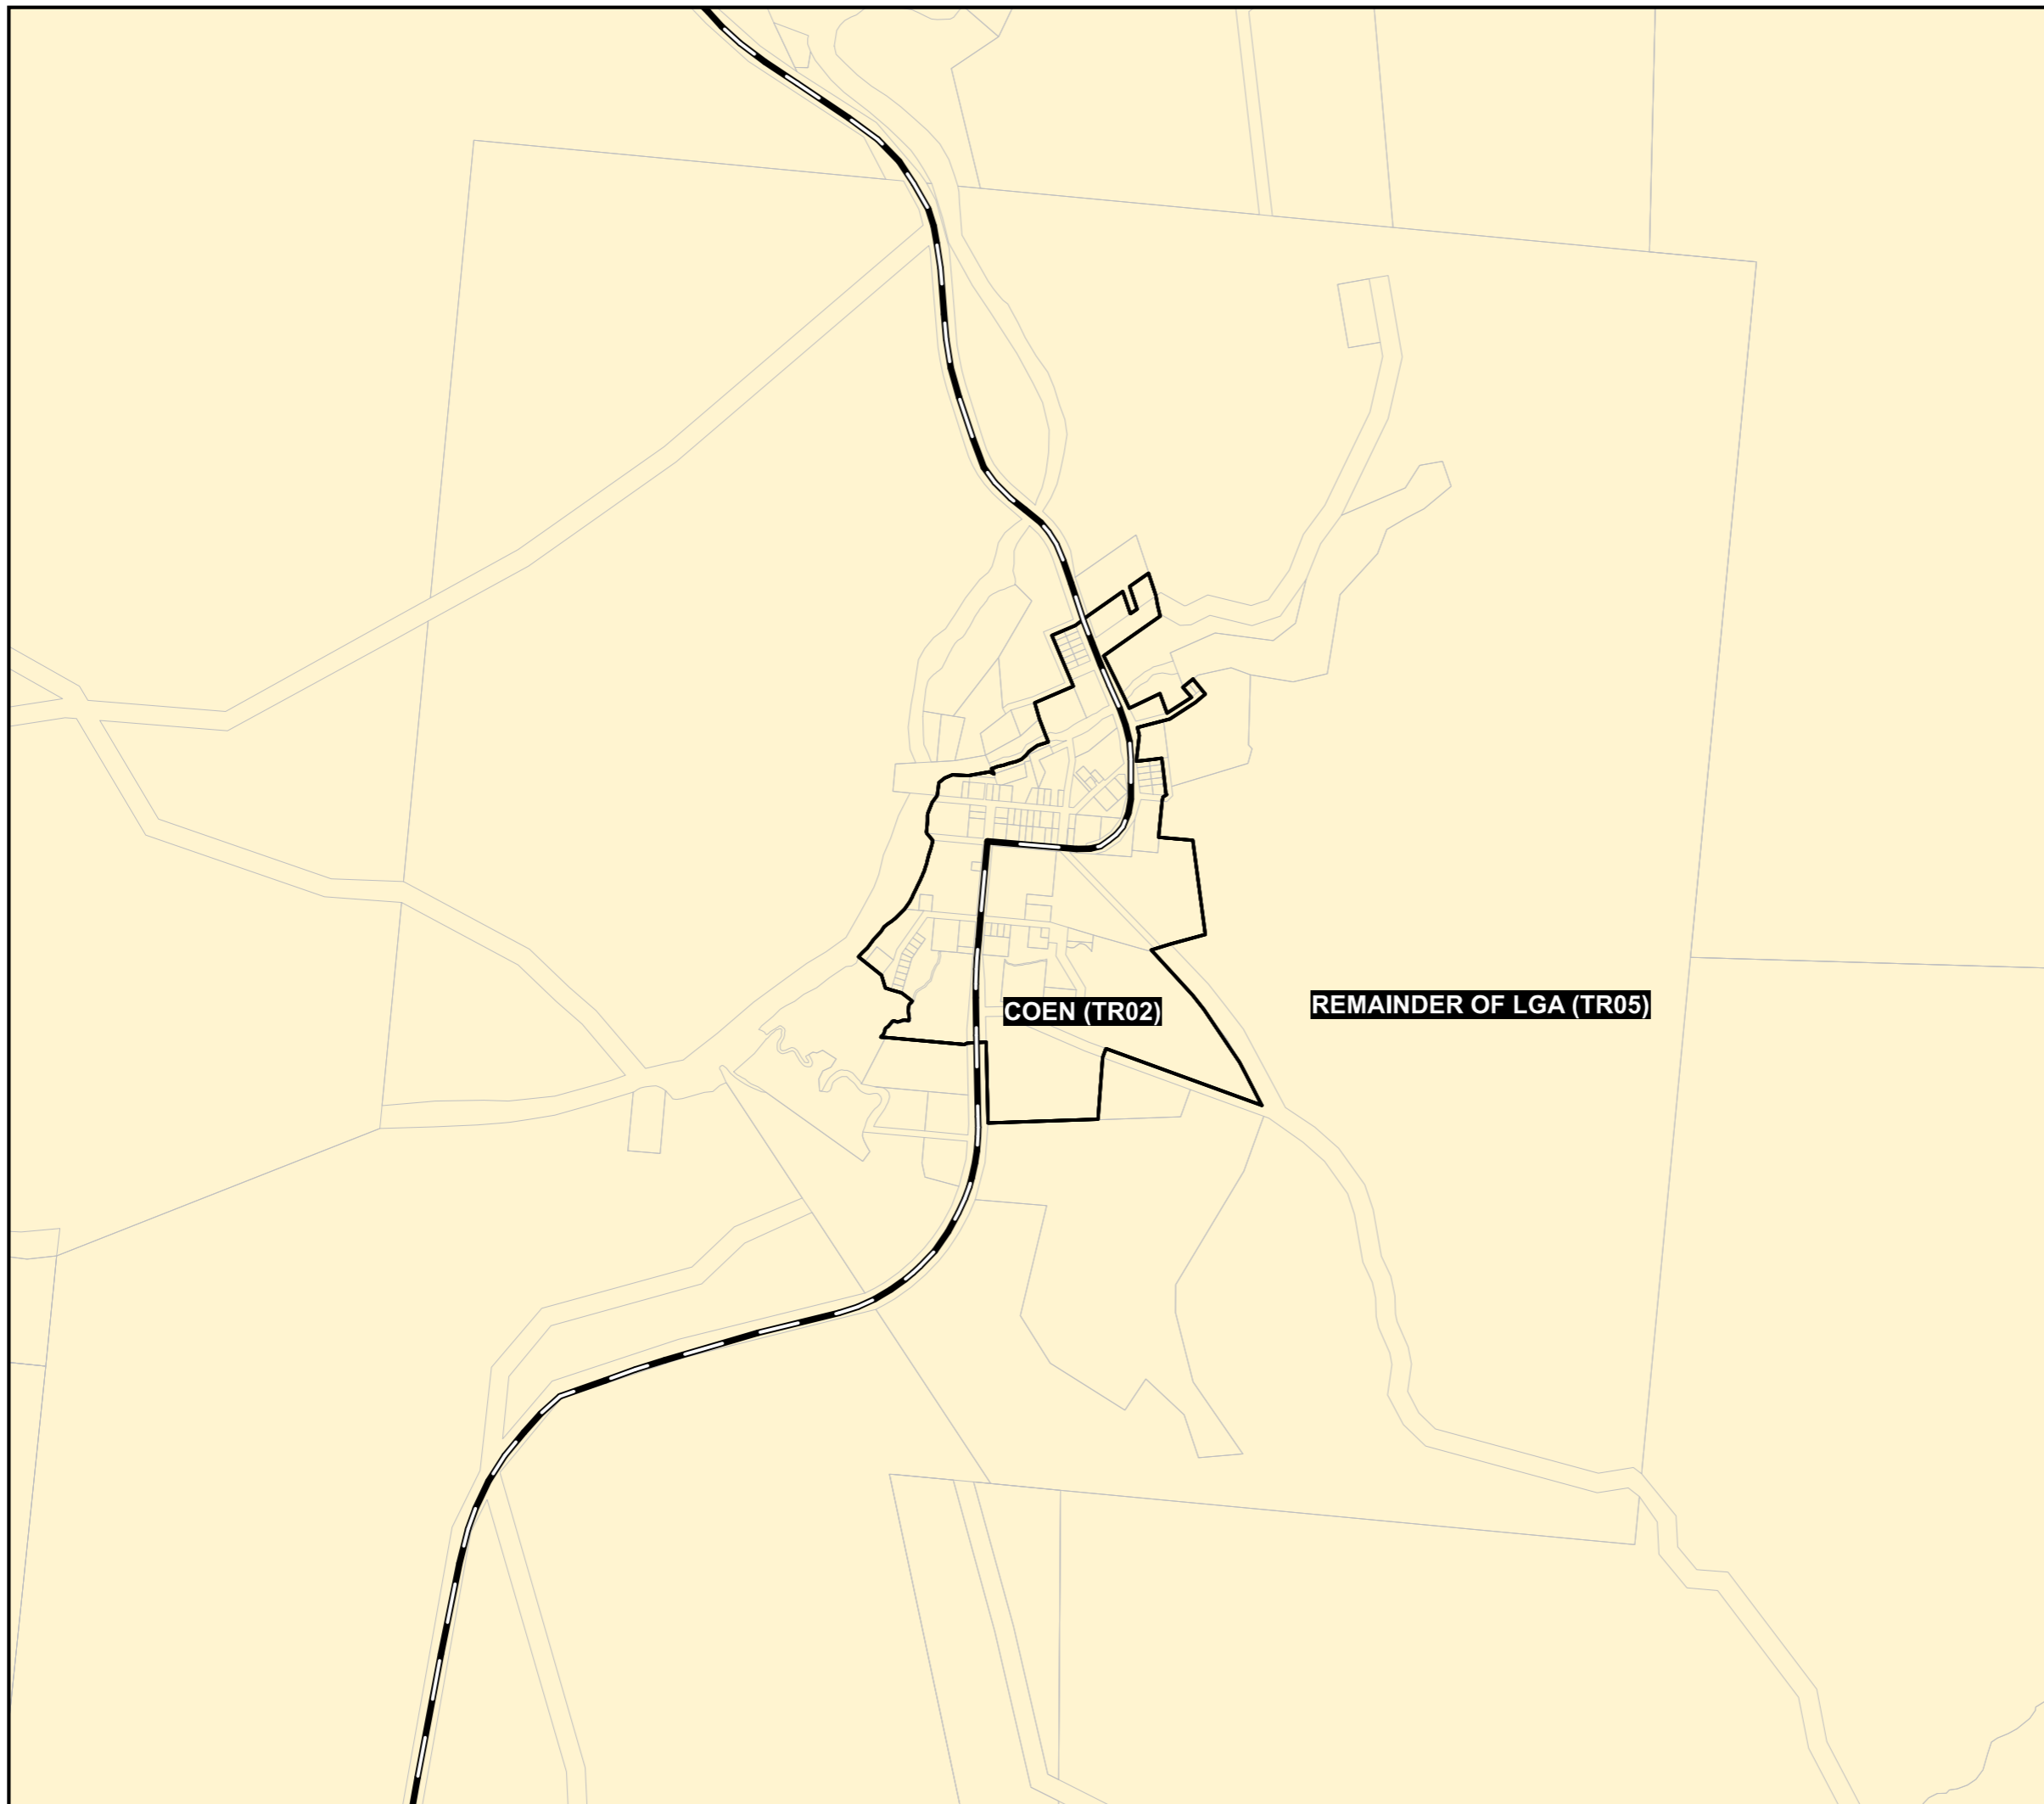 REMAINDER OF LGA (TR05)
COEN (TR02)